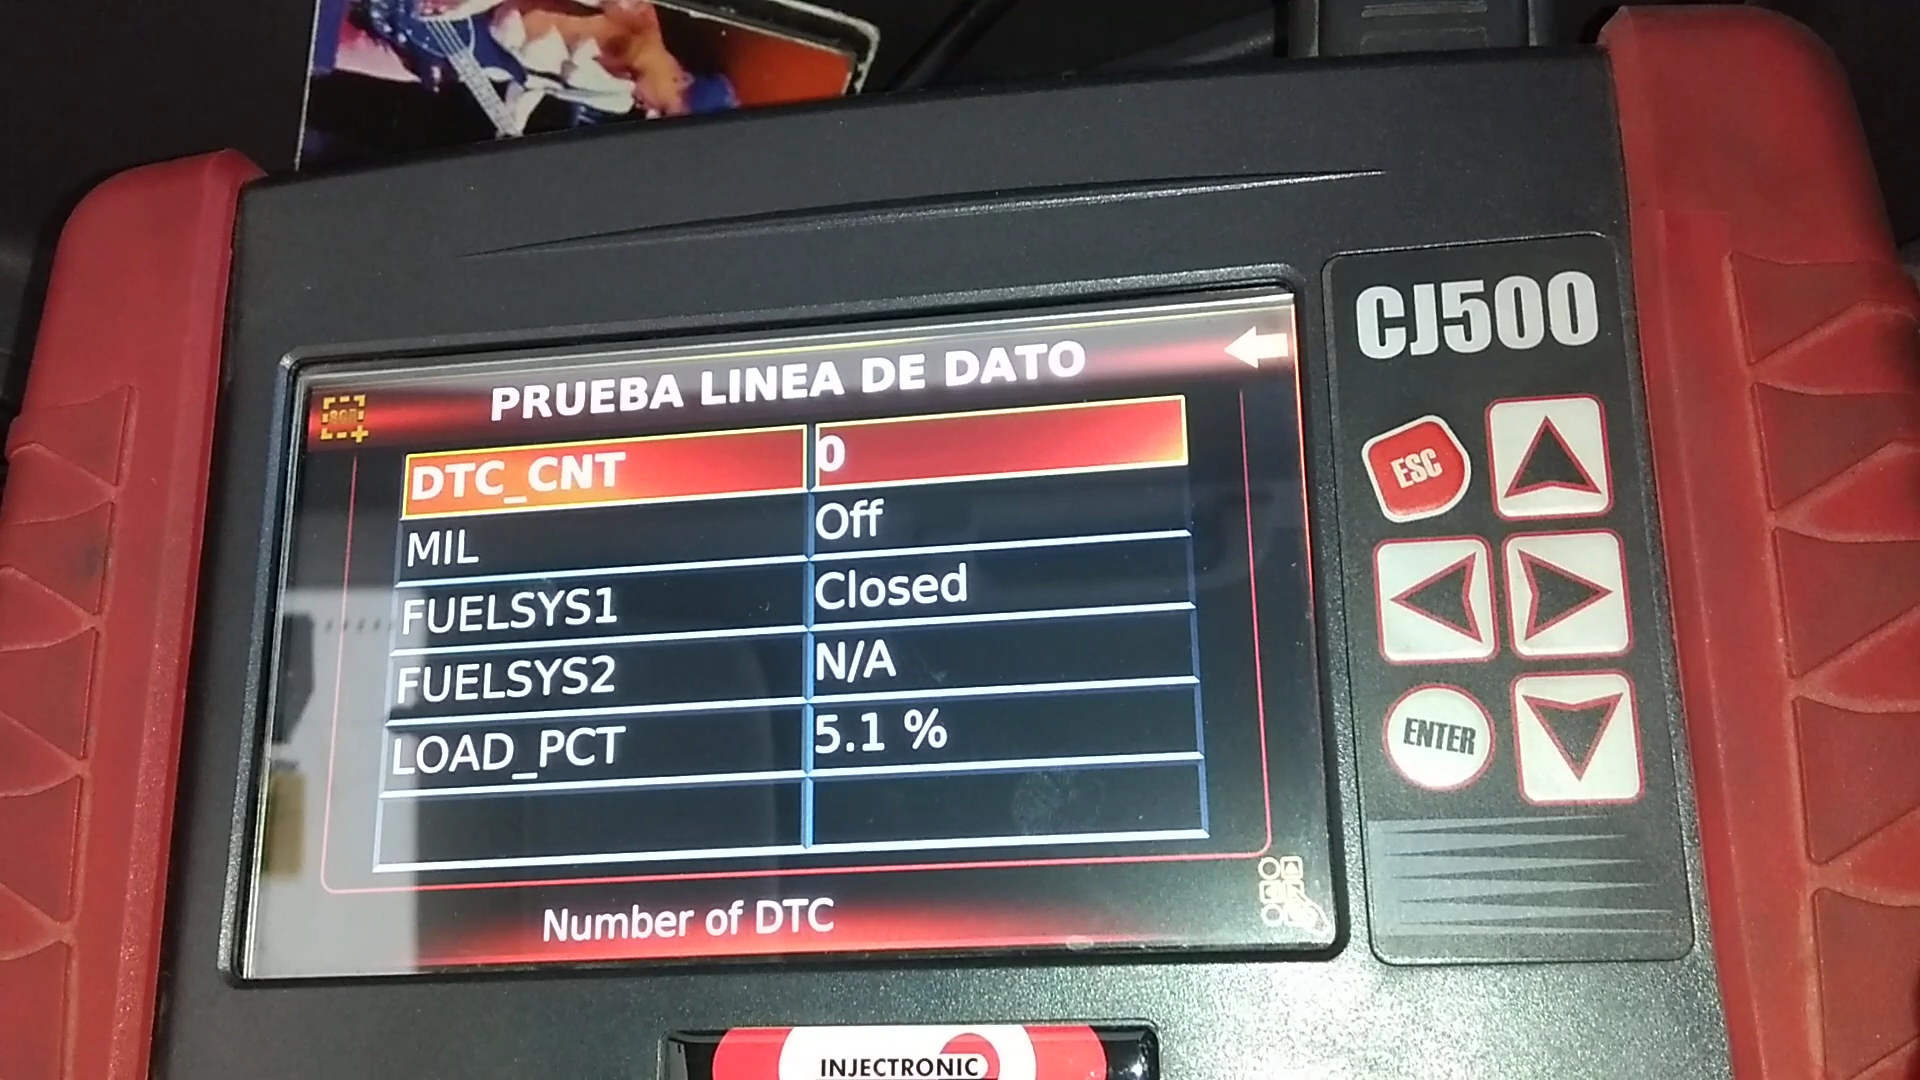 CJ500
PRUEBA LINEA DE DATO
DTC_CNT 0
MIL Off
FUELSYS1 Closed
FUELSYS2 N/A
LOAD_PCT 5.1 %
Number of DTC
ESC
ENTER
INJECTRONIC